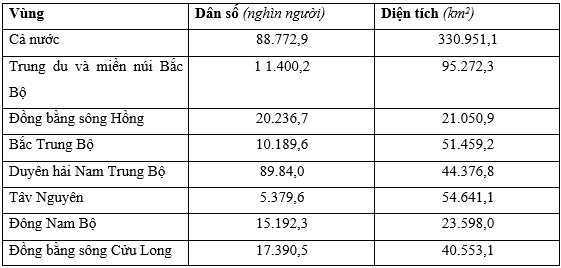 Vùng Dân số (nghìn người) Diện tích (km²)
Cả nước 88.772,9 330.951,1
Trung du và miền núi Bắc 1 1.400,2 95.272,3
Bộ
Đồng bằng sông Hồng 20.236,7 21.050,9
Bắc Trung Bộ 10.189,6 51.459,2
Duyên hải Nam Trung Bộ 89.84,0 44.376,8
Tâv Nguyên 5.379,6 54.641,1
Đông Nam Bộ 15.192,3 23.598,0
Đồng bằng sông Cửu Long 17.390,5 40.553,1